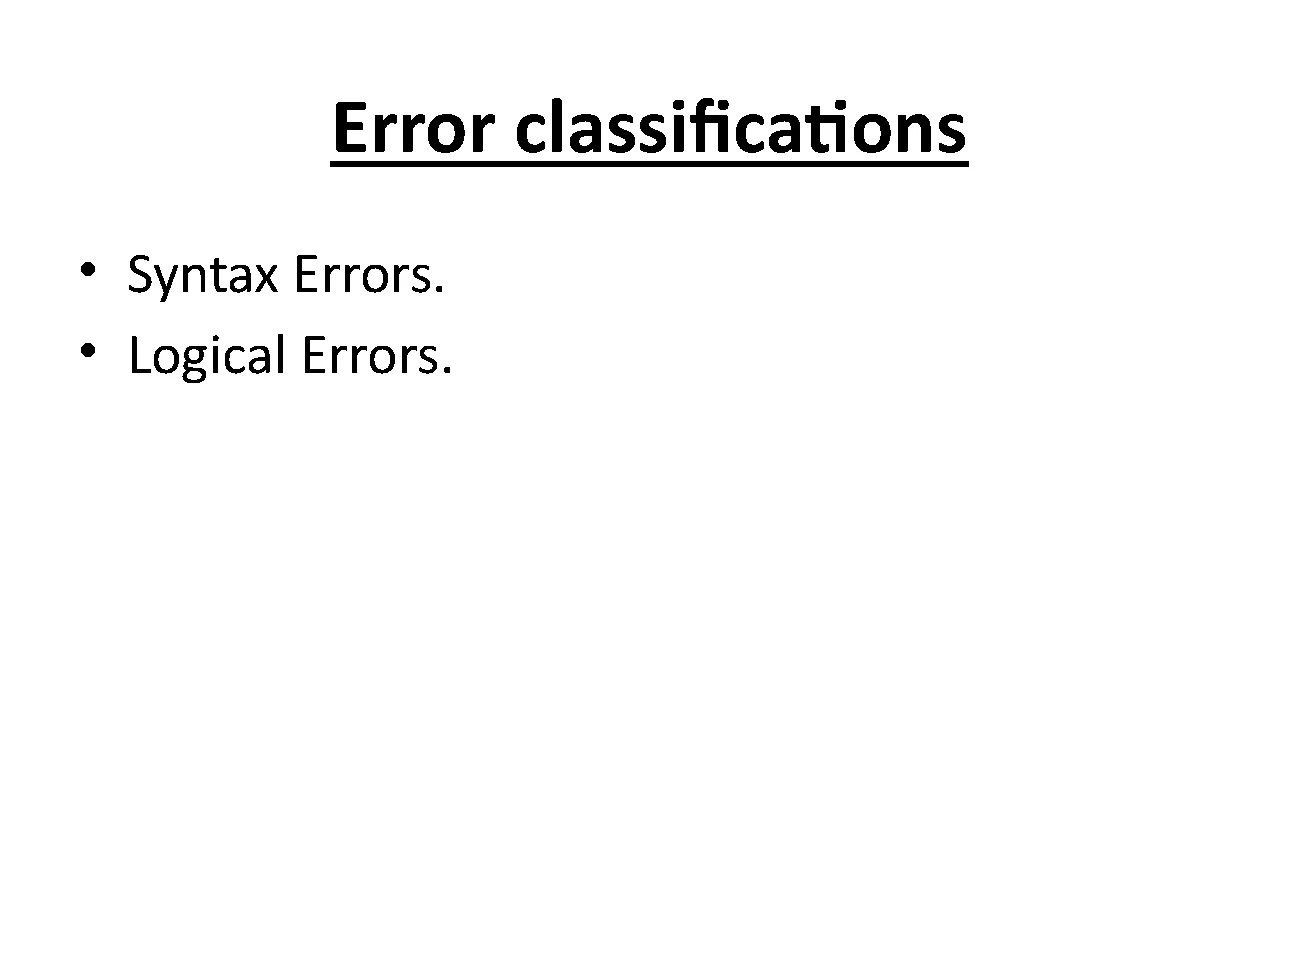 Error classifications
• Syntax Errors.
• Logical Errors.